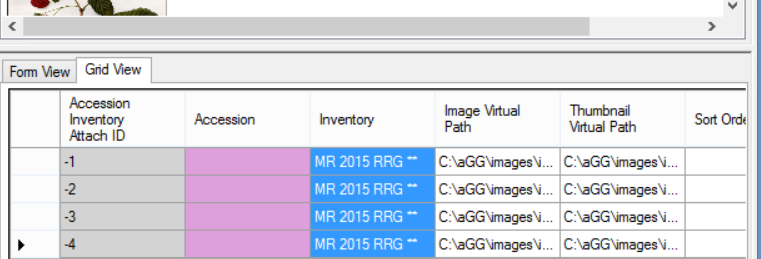 Form View Grid View
Accession Inventory Attach ID Accession Inventory Image Virtual Path Thumbnail Virtual Path Sort Orde
-1 MR 2015 RRG ** C:\aGG\images\i... C:\aGG\images\i...
-2 MR 2015 RRG ** C:\aGG\images\i... C:\aGG\images\i...
-3 MR 2015 RRG ** C:\aGG\images\i... C:\aGG\images\i...
-4 MR 2015 RRG ** C:\aGG\images\i... C:\aGG\images\i...